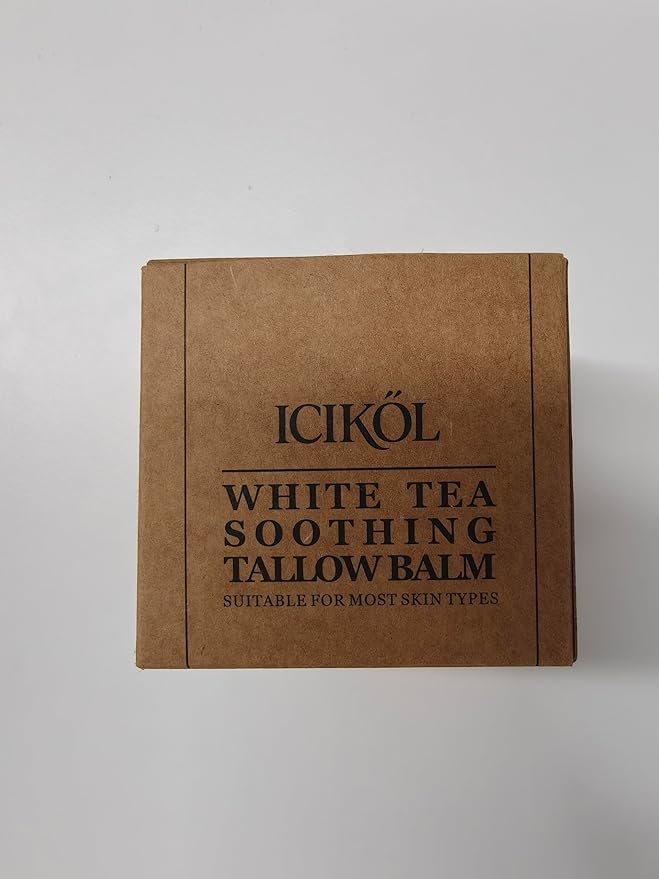 ICIKŐL
WHITE TEA
SOOTHING
TALLOW BALM
SUITABLE FOR MOST SKIN TYPES